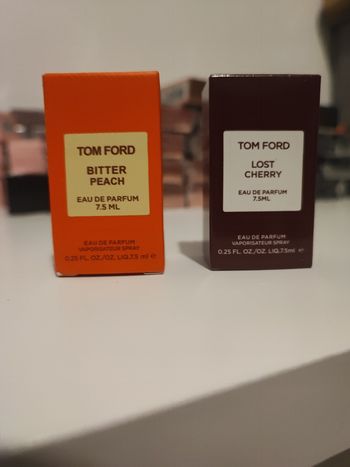 TOM FORD
BITTER
PEACH
EAU DE PARFUM
7.5 ML
EAU DE PARFUM
VAPORISATEUR SPRAY
0.25 FL. OZ./OZ. LIQ.7.5 ml e
TOM FORD
LOST
CHERRY
EAU DE PARFUM
7.5ML
EAU DE PARFUM
VAPORISATEUR SPRAY
0.25 FL. OZ./OZ. LIQ.7.5ml e